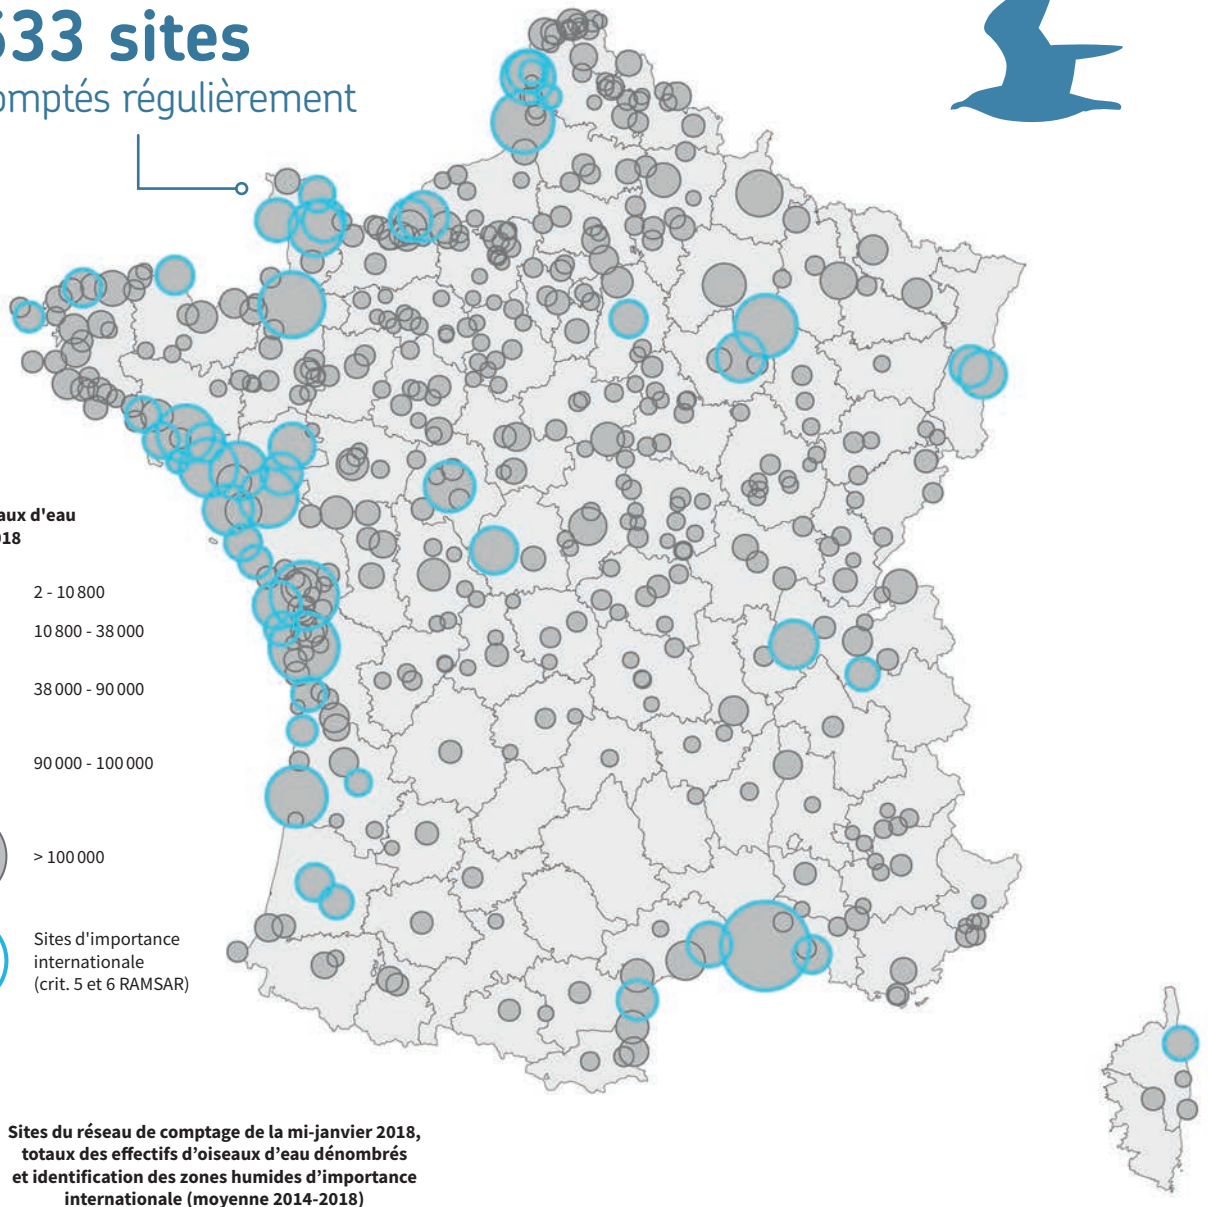 533 sites
omptés régulièrement
aux d'eau
018
2 - 10 800
10 800 - 38 000
38 000 - 90 000
90 000 - 100 000
> 100 000
Sites d'importance
internationale
(crit. 5 et 6 RAMSAR)
Sites du réseau de comptage de la mi-janvier 2018,
totaux des effectifs d’oiseaux d’eau dénombrés
et identification des zones humides d’importance
internationale (moyenne 2014-2018)